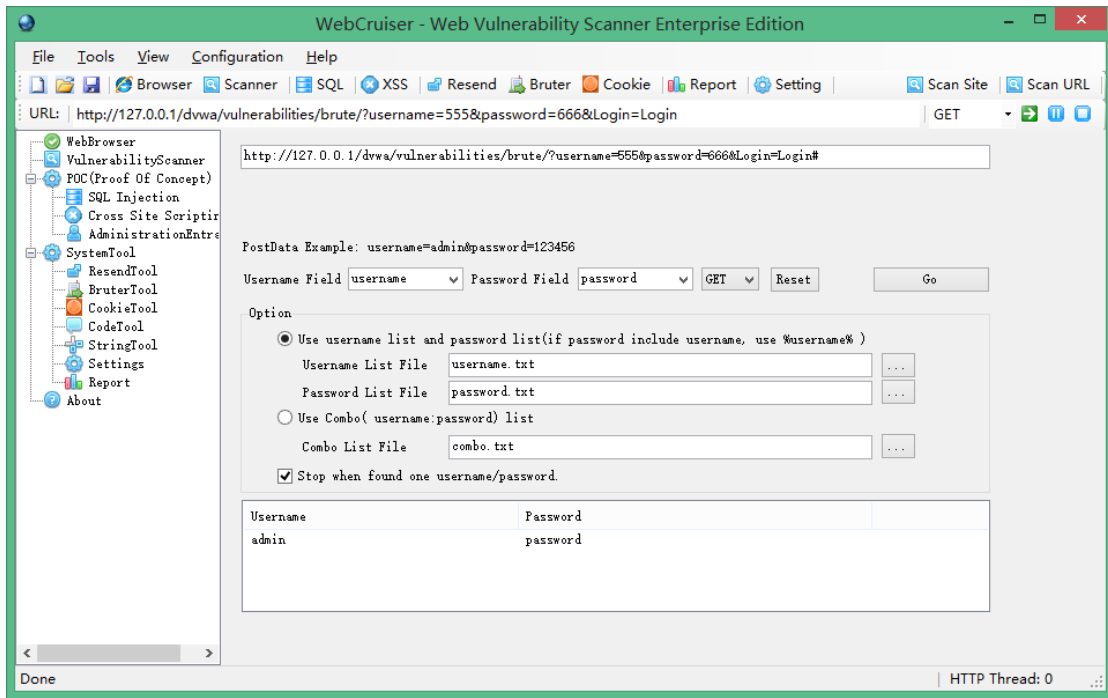 WebCruiser - Web Vulnerability Scanner Enterprise Edition
File Tools View Configuration Help
Browser Scanner SQL XSS Resend Bruter Cookie Report Setting Scan Site Scan URL
URL: http://127.0.0.1/dvwa/vulnerabilities/brute/?username=555&password=666&Login=Login GET
WebBrowser
VulnerabilityScanner
POC(Proof Of Concept)
SQL Injection
Cross Site Scriptin
AdministrationEntra
SystemTool
ResendTool
BruterTool
CookieTool
CodeTool
StringTool
Settings
Report
About
http://127.0.0.1/dvwa/vulnerabilities/brute/?username=555&password=666&Login=Login#
PostData Example: username=admin&password=123456
Username Field username Password Field password GET Reset Go
Option
Use username list and password list(if password include username, use %username% )
Username List File username.txt ...
Password List File password.txt ...
Use Combo( username:password) list
Combo List File combo.txt ...
Stop when found one username/password.
Username Password
admin password
Done HTTP Thread: 0